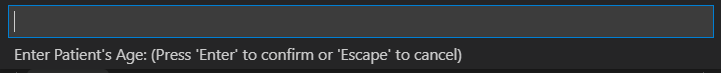 Enter Patient's Age: (Press 'Enter' to confirm or 'Escape' to cancel)